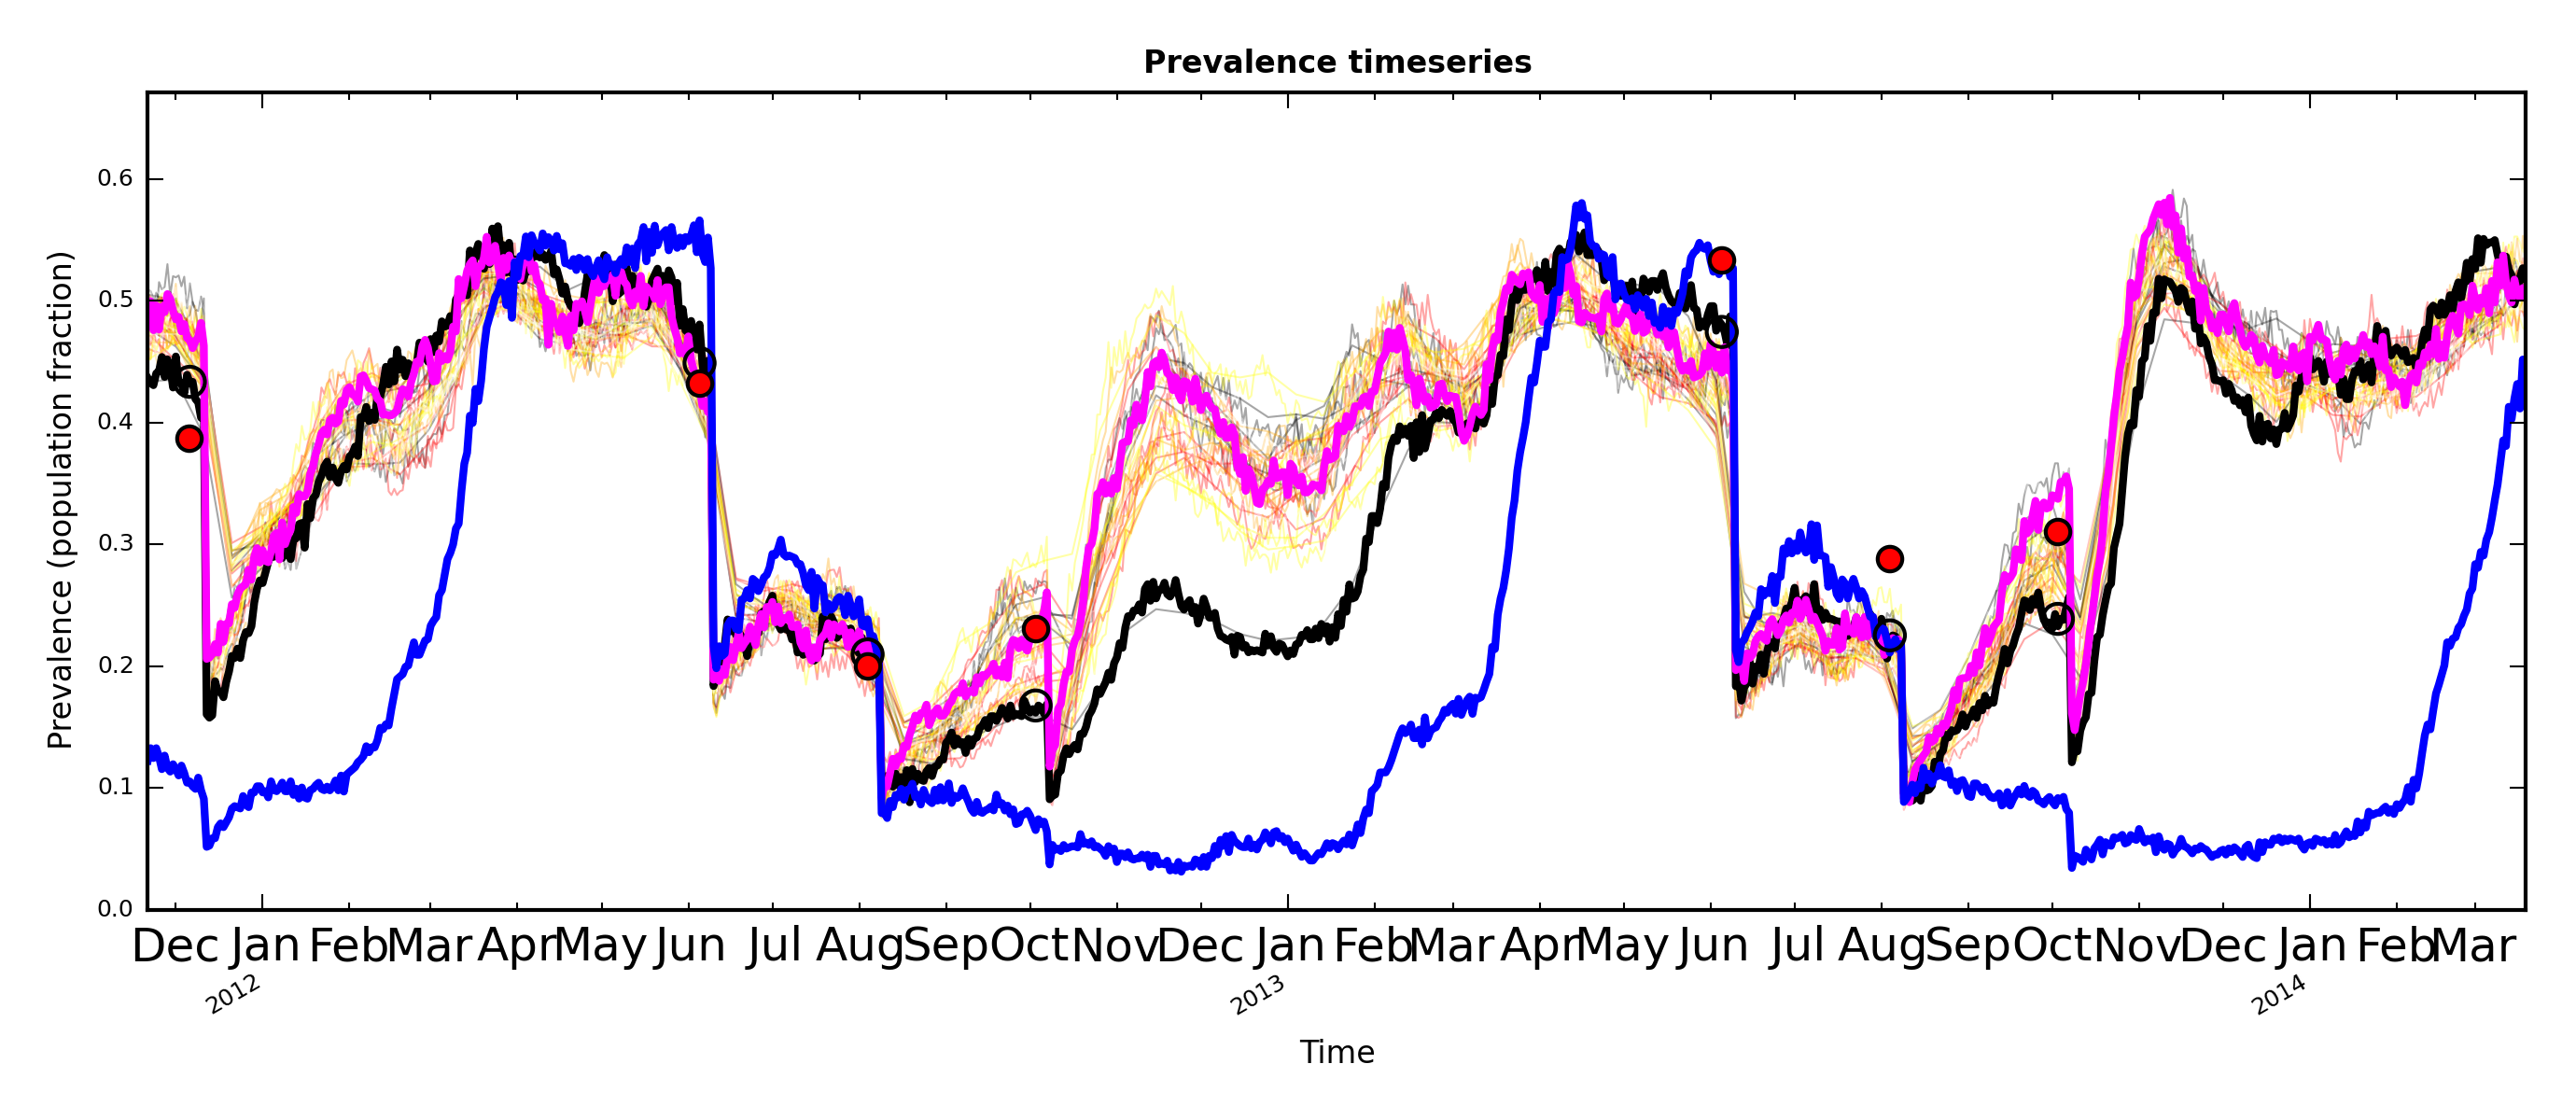 Prevalence timeseries
Prevalence (population fraction)
0.6
0.5
0.4
0.3
0.2
0.1
0.0
Dec Jan Feb Mar Apr May Jun Jul Aug Sep Oct Nov Dec Jan Feb Mar Apr May Jun Jul Aug Sep Oct Nov Dec Jan Feb Mar
2012 2013 2014
Time